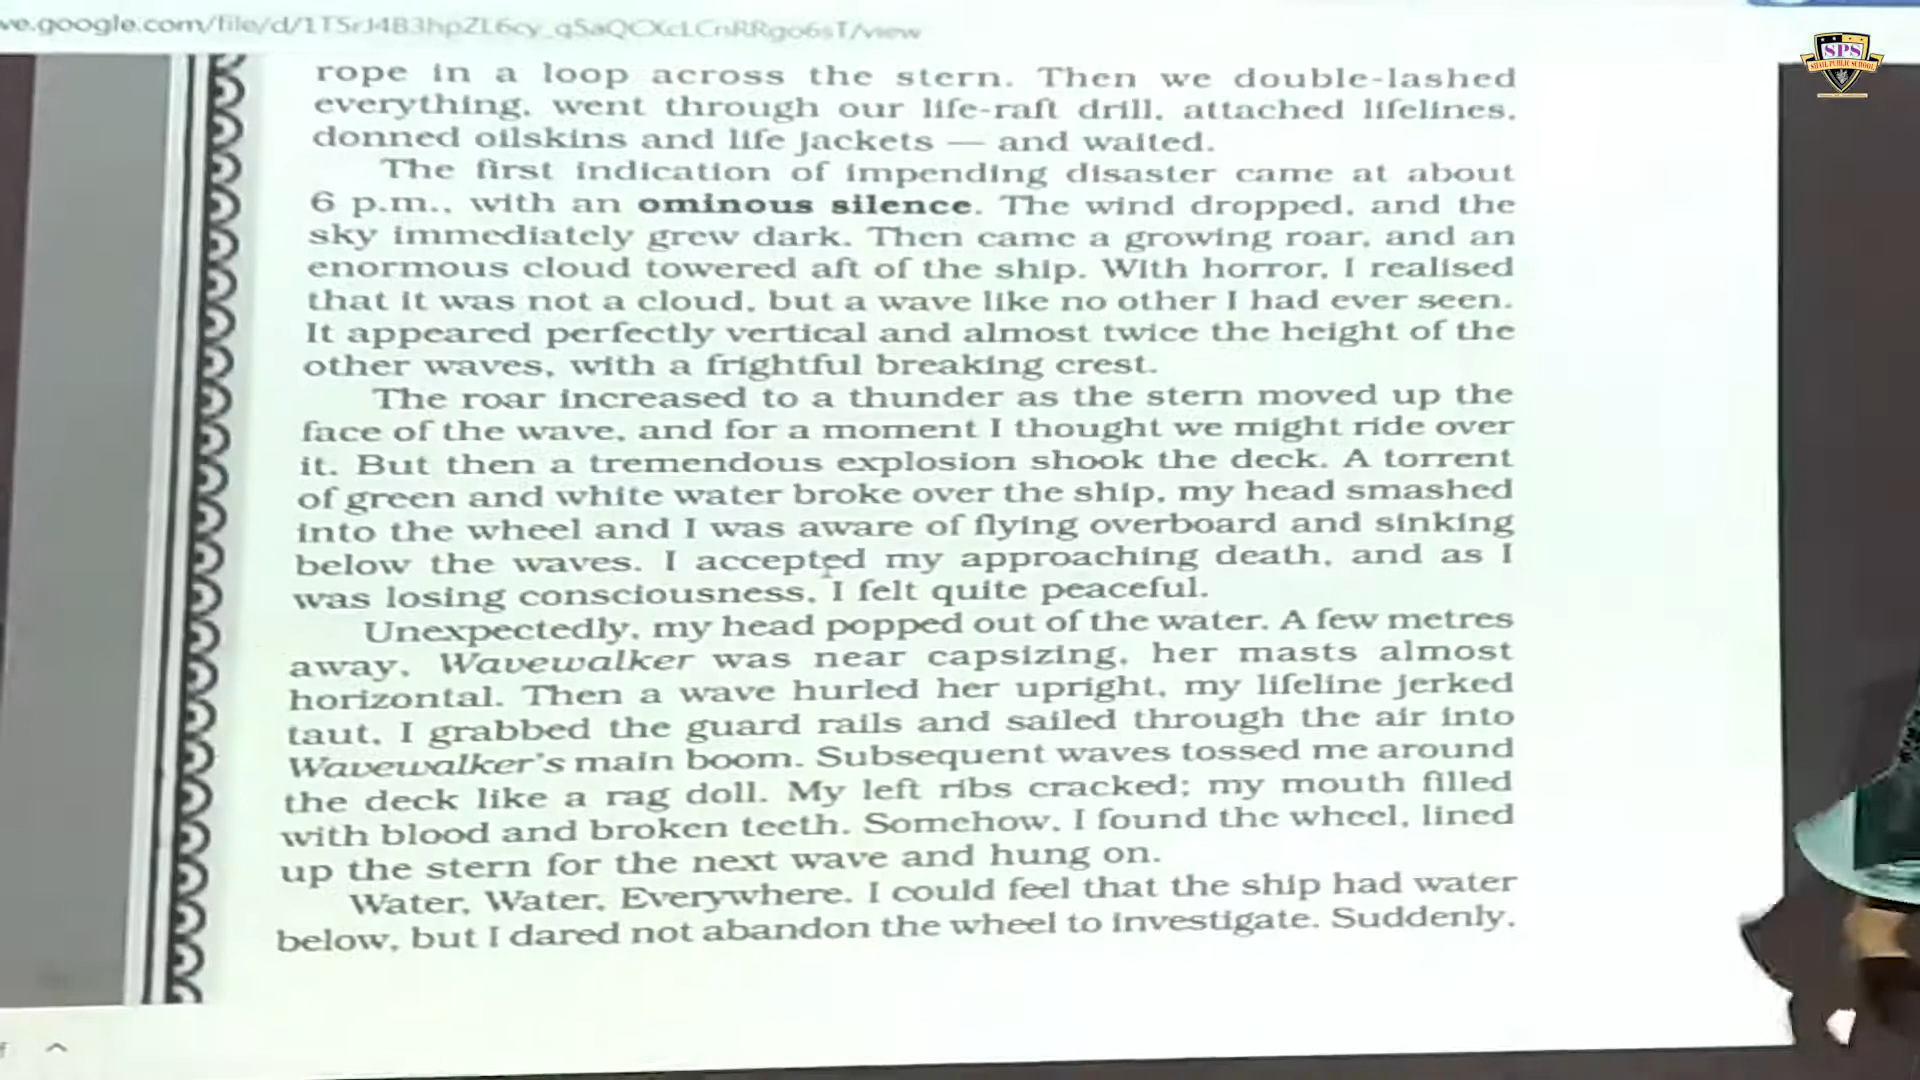 ve.google.com/file/d/1T5rJ4B3hpZL6cy_q5aQCXcLCnRRgo6sT/view
SPS
SHAIL PUBLIC SCHOOL
rope in a loop across the stern. Then we double-lashed
everything, went through our life-raft drill, attached lifelines,
donned oilskins and life jackets — and waited.
The first indication of impending disaster came at about
6 p.m., with an ominous silence. The wind dropped, and the
sky immediately grew dark. Then came a growing roar, and an
enormous cloud towered aft of the ship. With horror, I realised
that it was not a cloud, but a wave like no other I had ever seen.
It appeared perfectly vertical and almost twice the height of the
other waves, with a frightful breaking crest.
The roar increased to a thunder as the stern moved up the
face of the wave, and for a moment I thought we might ride over
it. But then a tremendous explosion shook the deck. A torrent
of green and white water broke over the ship, my head smashed
into the wheel and I was aware of flying overboard and sinking
below the waves. I accepted my approaching death, and as I
was losing consciousness, I felt quite peaceful.
Unexpectedly, my head popped out of the water. A few metres
away, Wavewalker was near capsizing, her masts almost
horizontal. Then a wave hurled her upright, my lifeline jerked
taut, I grabbed the guard rails and sailed through the air into
Wavewalker's main boom. Subsequent waves tossed me around
the deck like a rag doll. My left ribs cracked; my mouth filled
with blood and broken teeth. Somehow, I found the wheel, lined
up the stern for the next wave and hung on.
Water, Water, Everywhere. I could feel that the ship had water
below, but I dared not abandon the wheel to investigate. Suddenly,